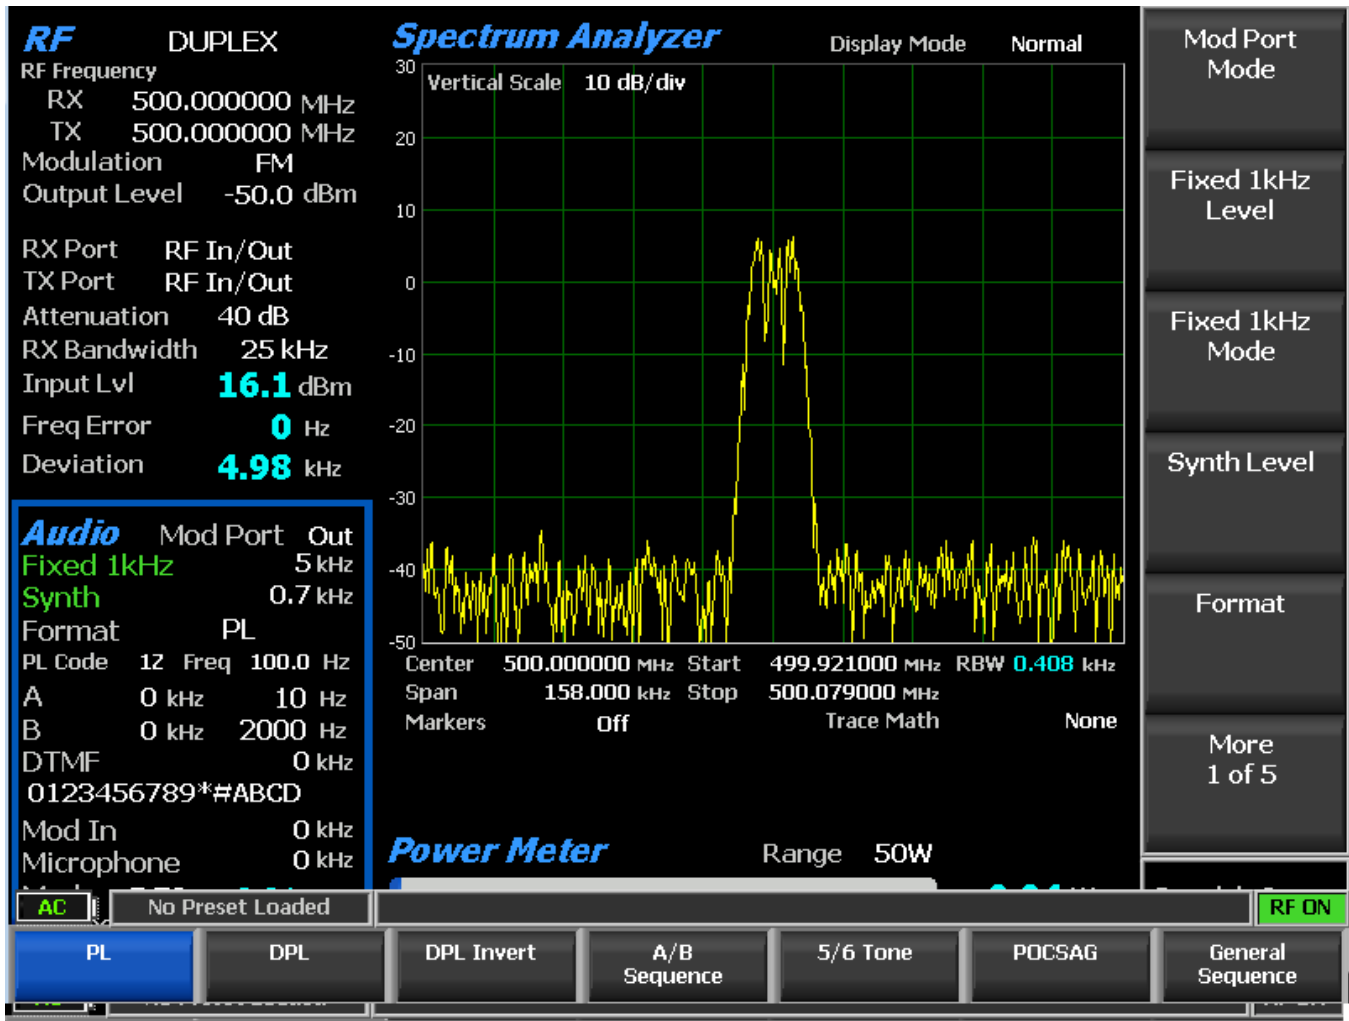 RF DUPLEX
RF Frequency
RX 500.000000 MHz
TX 500.000000 MHz
Modulation FM
Output Level -50.0 dBm
RX Port RF In/Out
TX Port RF In/Out
Attenuation 40 dB
RX Bandwidth 25 kHz
Input Lvl 16.1 dBm
Freq Error 0 Hz
Deviation 4.98 kHz
Audio Mod Port Out
Fixed 1kHz 5 kHz
Synth 0.7 kHz
Format PL
PL Code 1Z Freq 100.0 Hz
A 0 kHz 10 Hz
B 0 kHz 2000 Hz
DTMF 0 kHz
0123456789*#ABCD
Mod In 0 kHz
Microphone 0 kHz
Spectrum Analyzer Display Mode Normal
Vertical Scale 10 dB/div
30
20
10
0
-10
-20
-30
-40
-50
Center 500.000000 MHz Start 499.921000 MHz RBW 0.408 kHz
Span 158.000 kHz Stop 500.079000 MHz
Markers Off Trace Math None
Power Meter Range 50W
Mod Port
Mode
Fixed 1kHz
Level
Fixed 1kHz
Mode
Synth Level
Format
More
1 of 5
AC No Preset Loaded RF ON
PL DPL DPL Invert A/B 5/6 Tone POCSAG General
Sequence Sequence